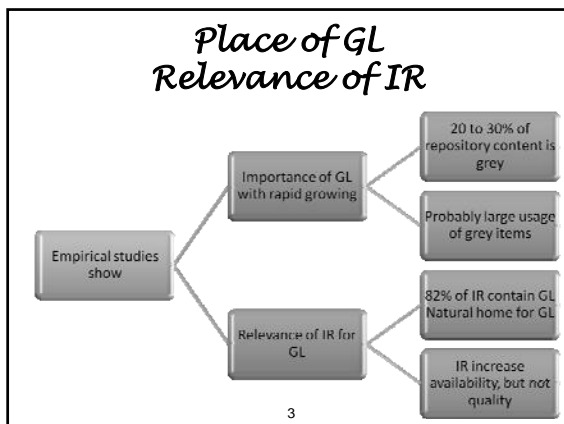 Place of GL
Relevance of IR
Empirical studies
show
Importance of GL
with rapid growing
20 to 30% of
repository content is
grey
Probably large usage
of grey items
Relevance of IR for
GL
82% of IR contain GL
Natural home for GL
IR increase
availability, but not
quality
3